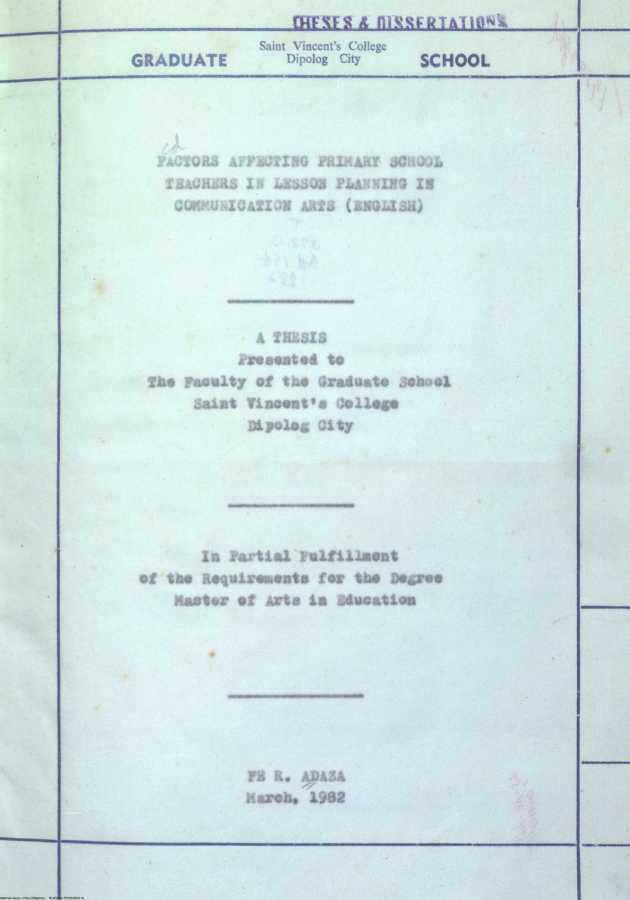 THESES & DISSERTATIONS
Saint Vincent's College
GRADUATE Dipolog City SCHOOL
cd
FACTORS AFFECTING PRIMARY SCHOOL
TEACHERS IN LESSON PLANNING IN
COMMUNICATION ARTS (ENGLISH)
A THESIS
Presented to
The Faculty of the Graduate School
Saint Vincent's College
Dipolog City
In Partial Fulfillment
of the Requirements for the Degree
Master of Arts in Education
FE R. ADAZA
March, 1982